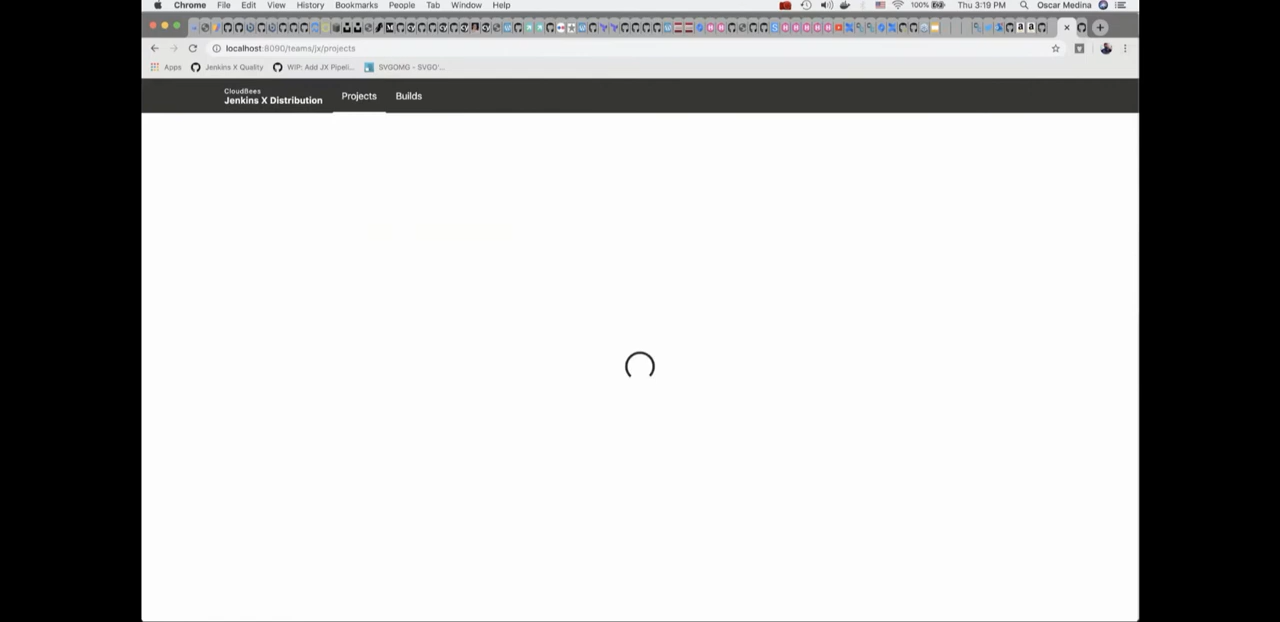 Chrome File Edit View History Bookmarks People Tab Window Help 100% Thu 3:19 PM Oscar Medina
localhost:8090/teams/jx/projects
Apps Jenkins X Quality WIP: Add JX Pipeli... SVGOMG - SVGO'...
CloudBees
Jenkins X Distribution Projects Builds